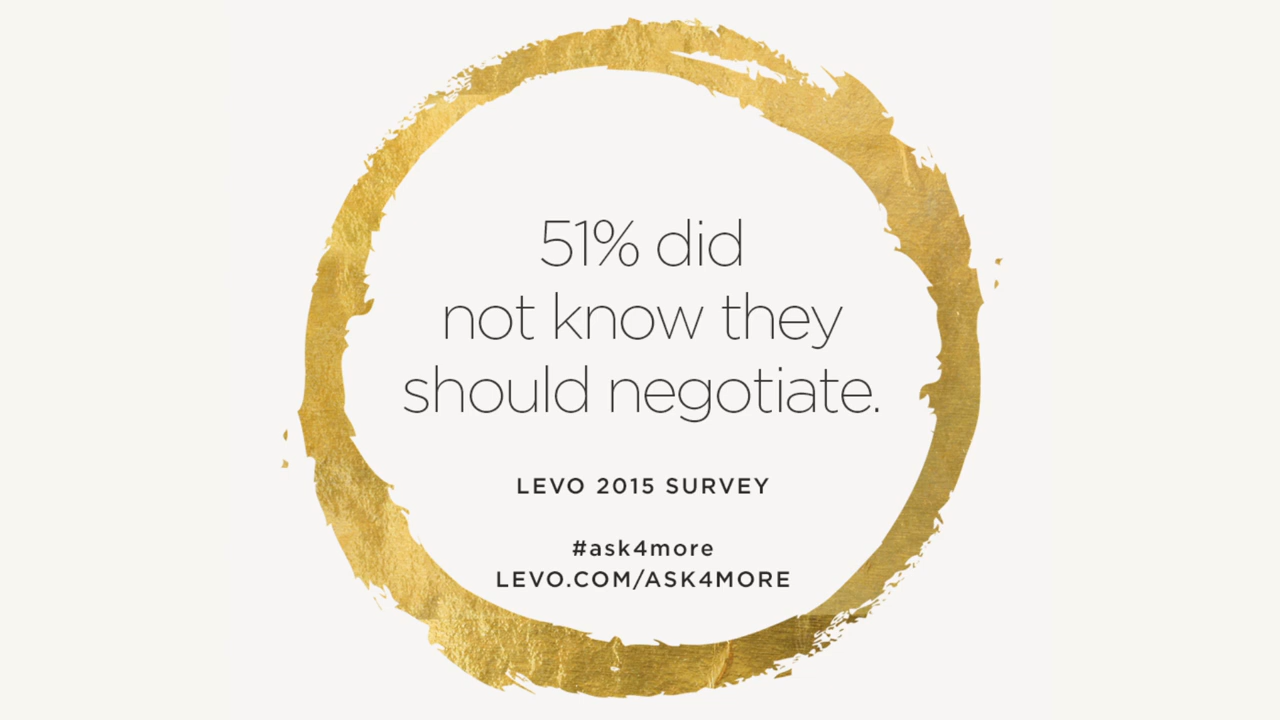 51% did
not know they
should negotiate.
LEVO 2015 SURVEY
#ask4more
LEVO.COM/ASK4MORE